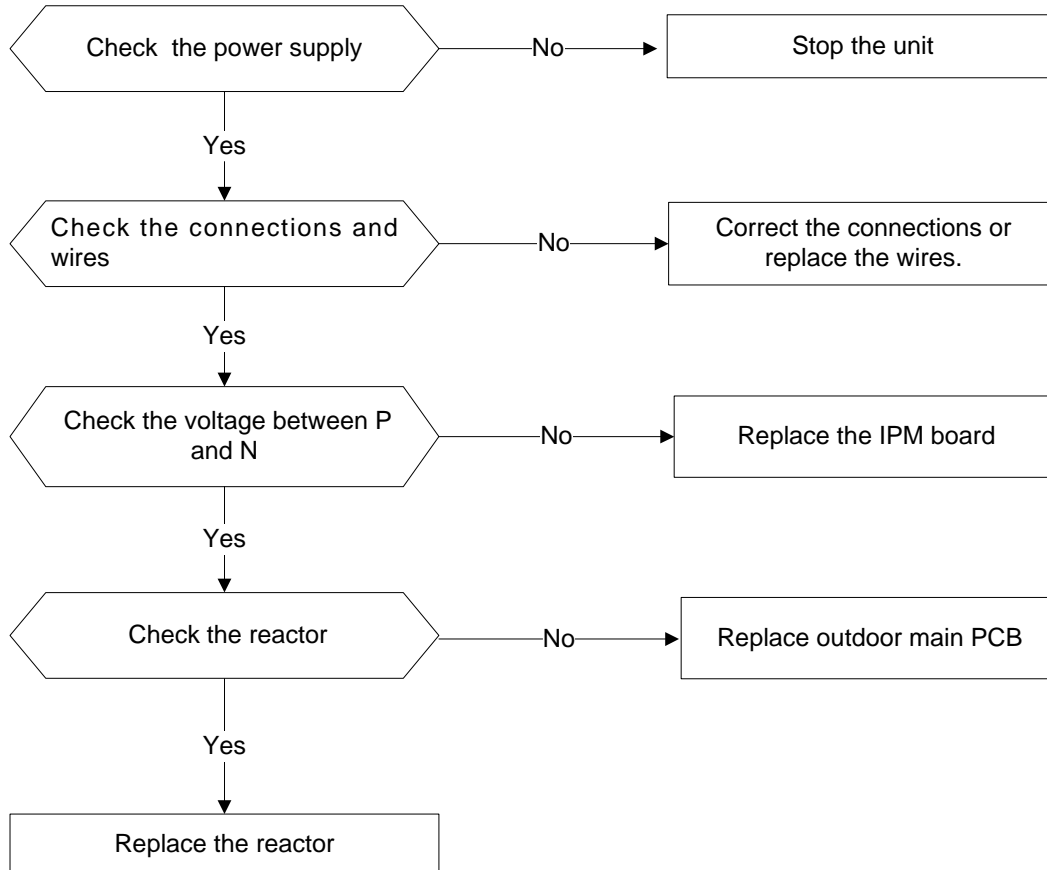 Check the power supply
No
Stop the unit
Yes
Check the connections and
wires
No
Correct the connections or
replace the wires.
Yes
Check the voltage between P
and N
No
Replace the IPM board
Yes
Check the reactor
No
Replace outdoor main PCB
Yes
Replace the reactor